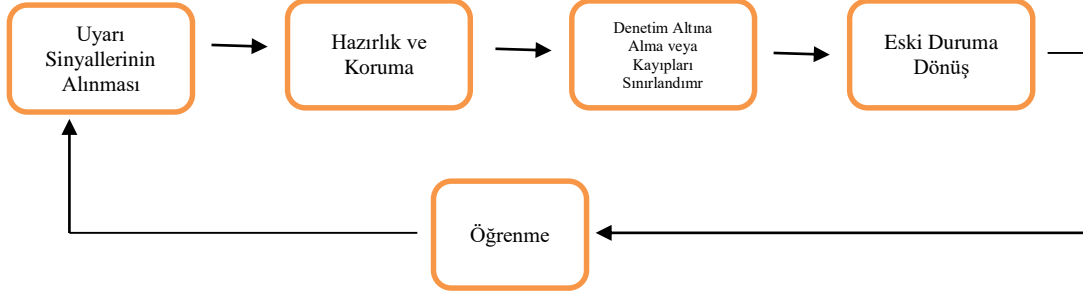 Uyarı
Sinyallerinin
Alınması
Hazırlık ve
Koruma
Denetim Altına
Alma veya
Kayıpları
Sınırlandımr
Eski Duruma
Dönüş
Öğrenme